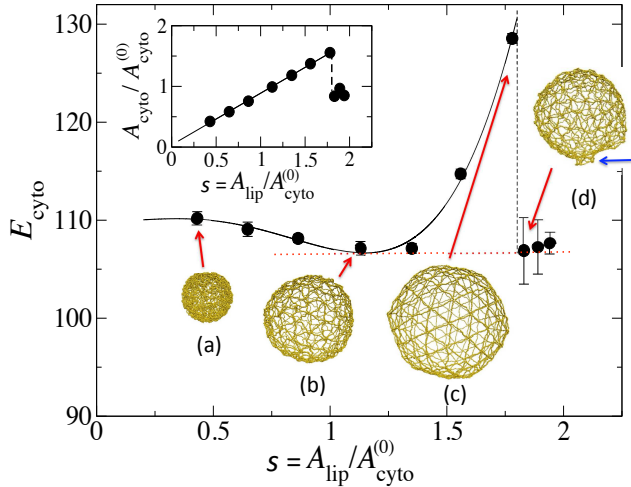 130
120
110
100
90
E_cyto
0
0.5
1
1.5
2
s = A_lip/A_cyto^(0)
2
1
0
A_cyto / A_cyto^(0)
0
0.5
1
1.5
2
s = A_lip/A_cyto^(0)
(a)
(b)
(c)
(d)